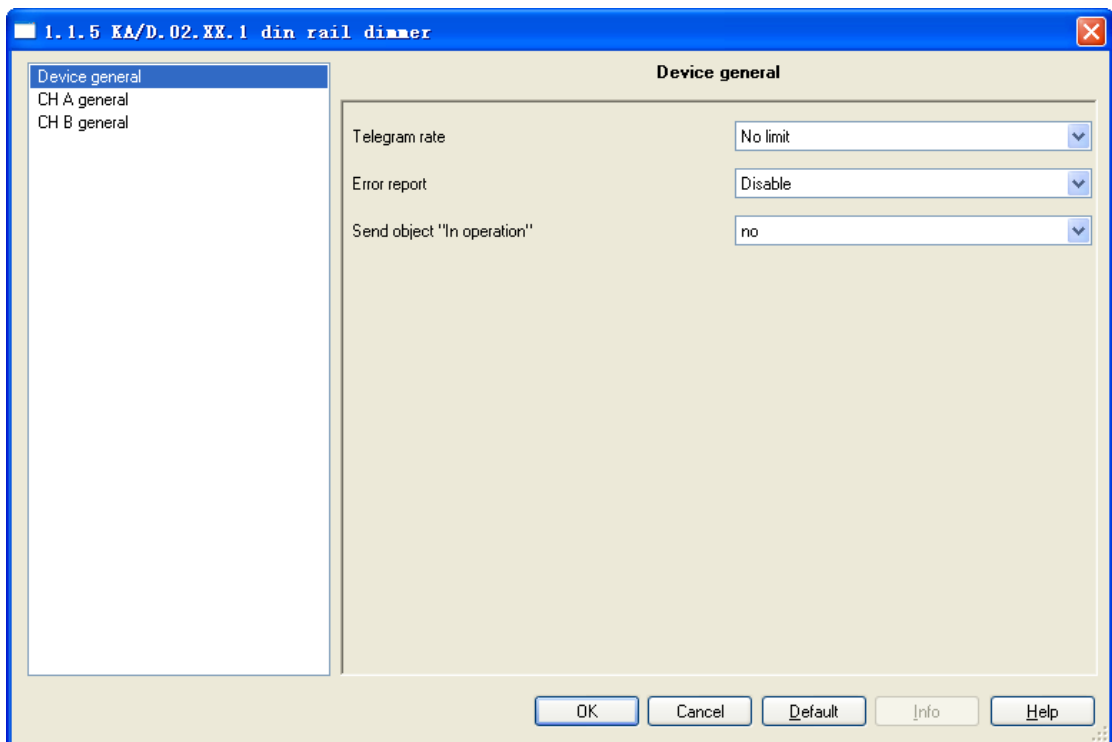 1.1.5 KA/D.02.XX.1 din rail dimmer
Device general
CH A general
CH B general
Device general
Telegram rate No limit
Error report Disable
Send object "In operation" no
OK Cancel Default Info Help